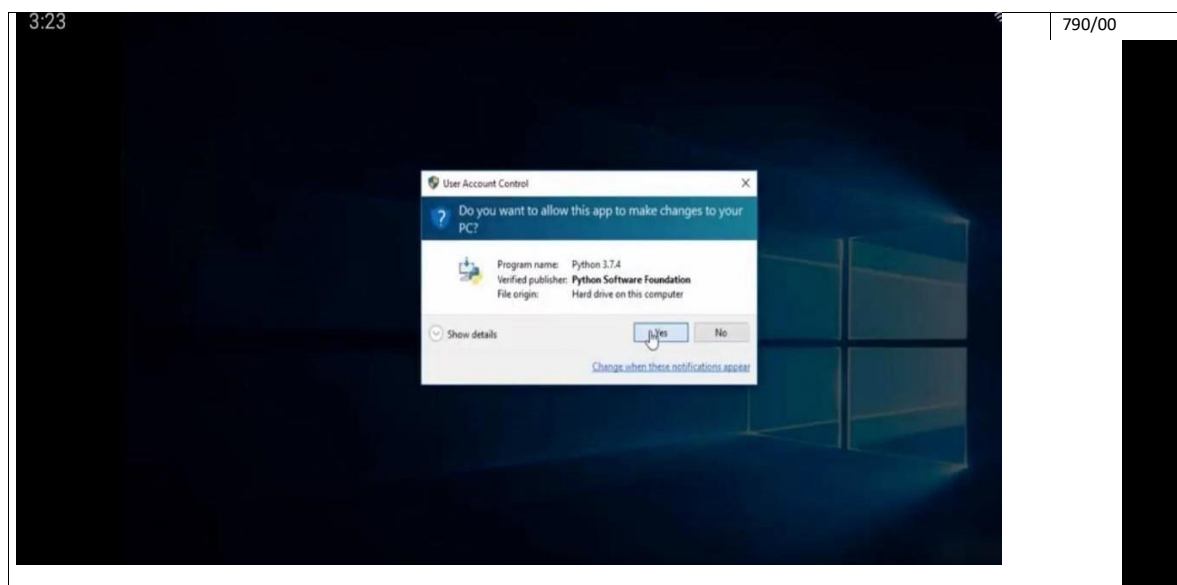 3:23
790/00
User Account Control
Do you want to allow this app to make changes to your
PC?
Program name: Python 3.7.4
Verified publisher: Python Software Foundation
File origin: Hard drive on this computer
Show details
Yes
No
Change when these notifications appear